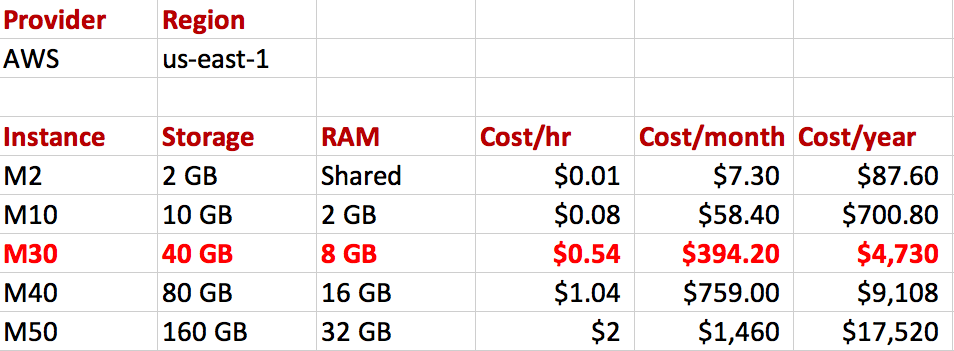 Provider Region
AWS us-east-1
Instance Storage RAM Cost/hr Cost/month Cost/year
M2 2 GB Shared $0.01 $7.30 $87.60
M10 10 GB 2 GB $0.08 $58.40 $700.80
M30 40 GB 8 GB $0.54 $394.20 $4,730
M40 80 GB 16 GB $1.04 $759.00 $9,108
M50 160 GB 32 GB $2 $1,460 $17,520